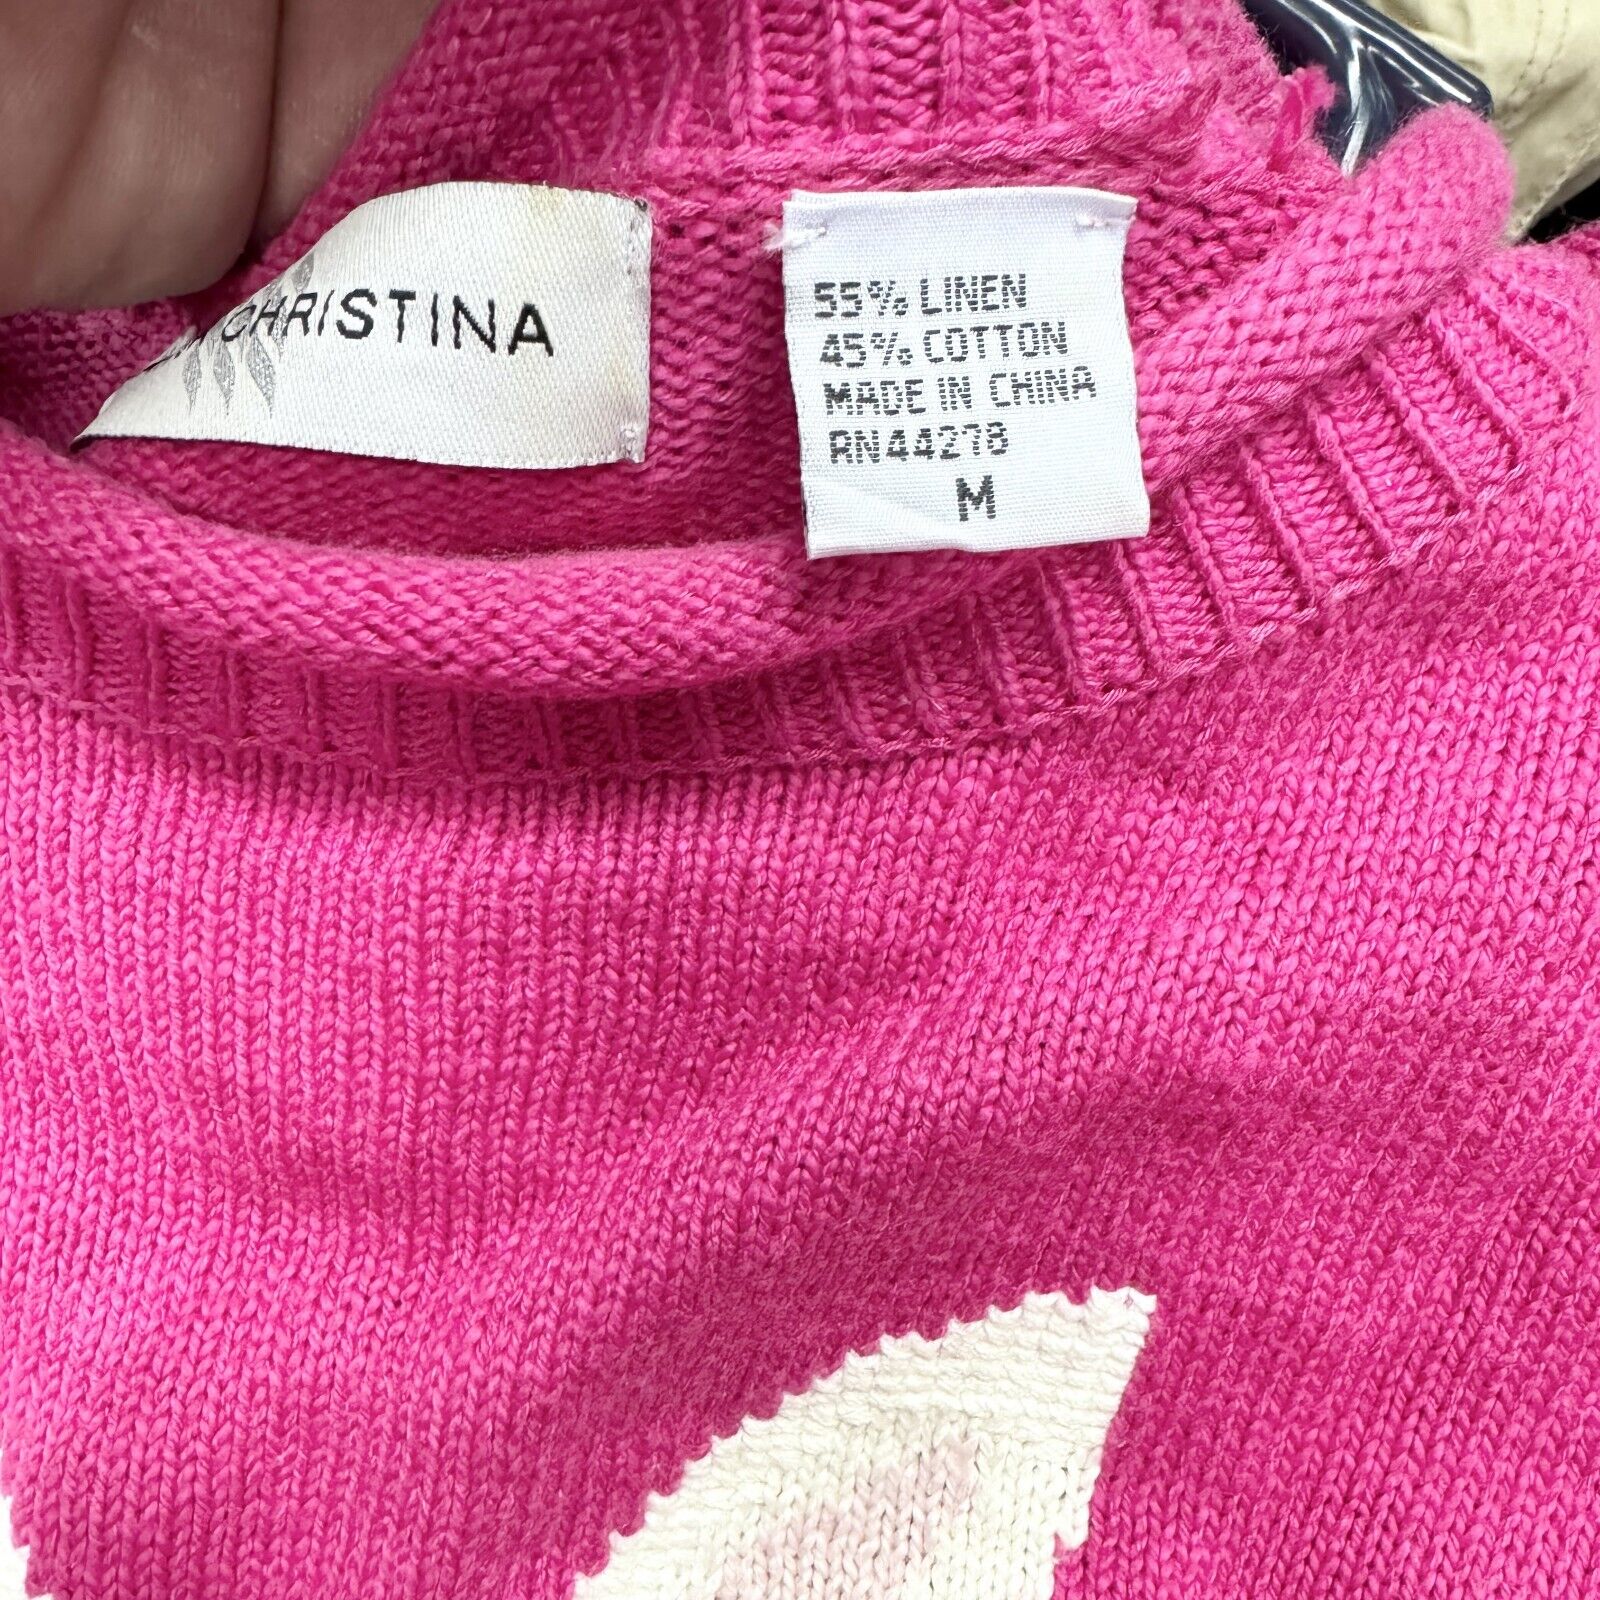 CHRISTINA
55% LINEN
45% COTTON
MADE IN CHINA
RN44278
M